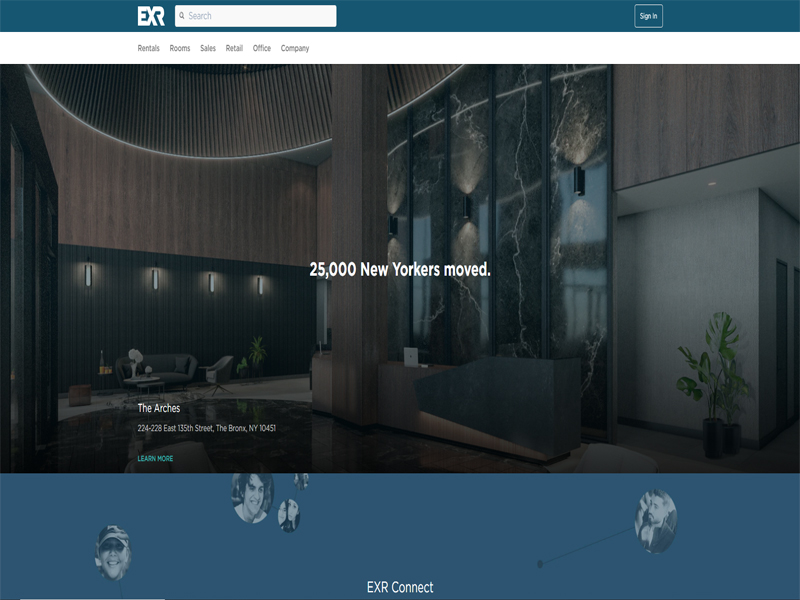 EXR
Search
Sign In
Rentals Rooms Sales Retail Office Company
25,000 New Yorkers moved.
The Arches
224-228 East 135th Street, The Bronx, NY 10451
LEARN MORE
EXR Connect